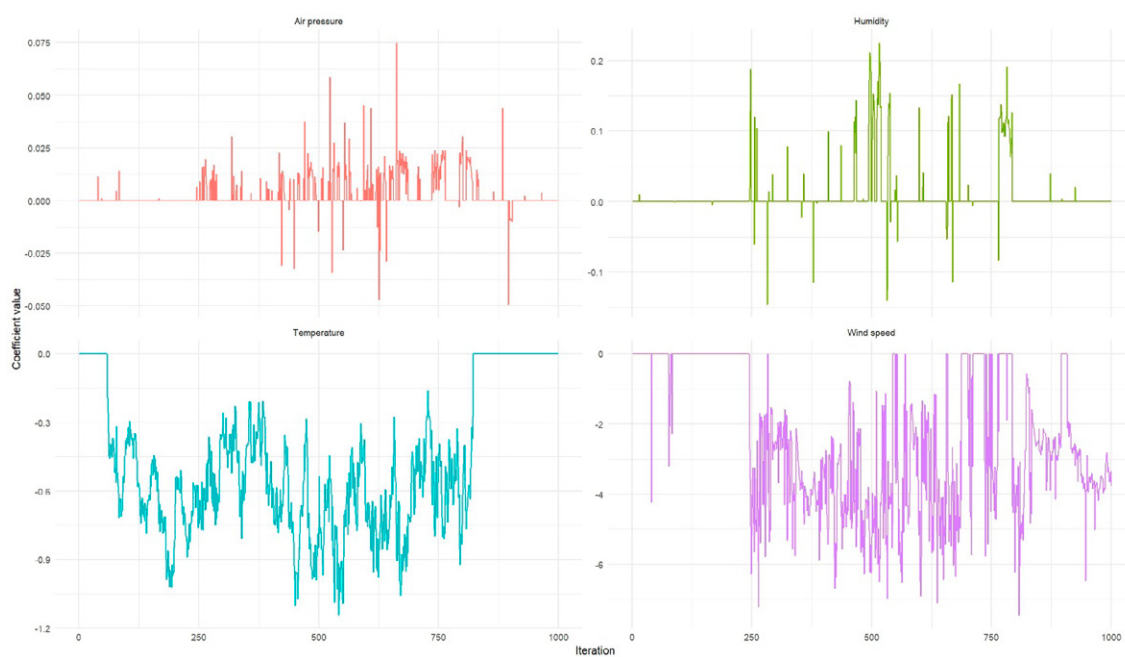 Air pressure
Humidity
0.075
0.050
0.025
0.000
-0.025
-0.050
0.2
0.1
0.0
-0.1
Coefficient value
Temperature
Wind speed
0.0
-0.3
-0.6
-0.9
-1.2
0
-2
-4
-6
0 250 500 750 1000
0 250 500 750 1000
Iteration